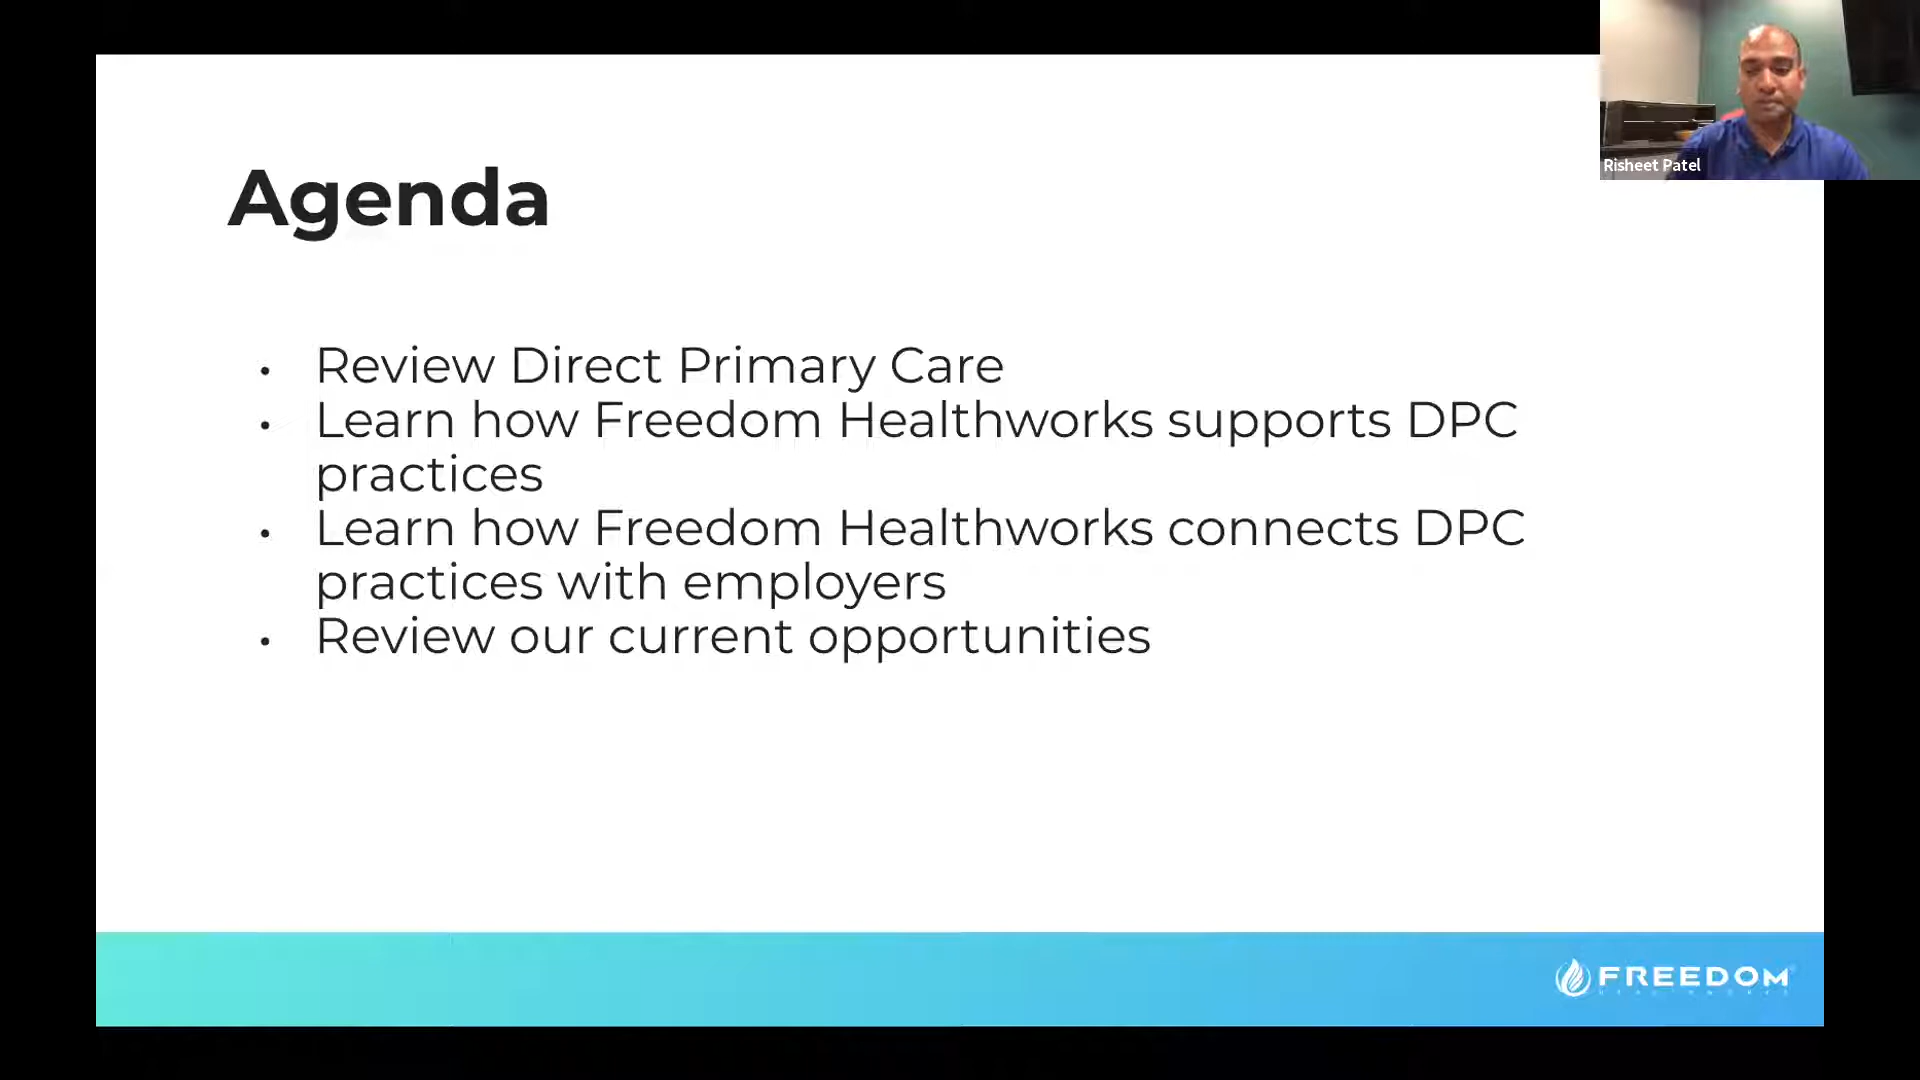 Risheet Patel
Agenda
• Review Direct Primary Care
• Learn how Freedom Healthworks supports DPC
practices
• Learn how Freedom Healthworks connects DPC
practices with employers
• Review our current opportunities
FREEDOM